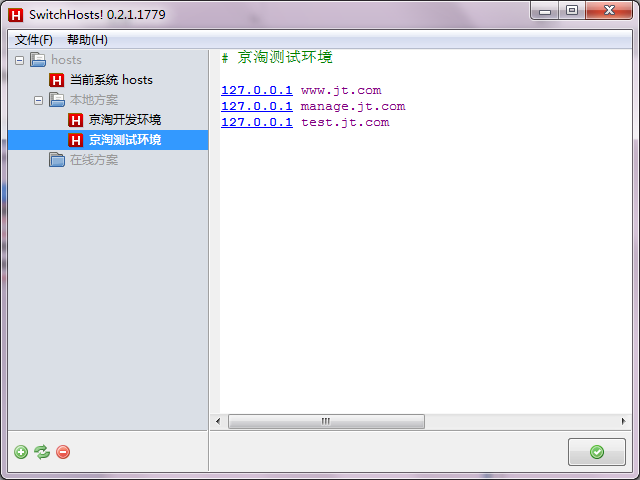 SwitchHosts! 0.2.1.1779
文件(F) 帮助(H)
hosts
当前系统 hosts
本地方案
京淘开发环境
京淘测试环境
在线方案
# 京淘测试环境
127.0.0.1 www.jt.com
127.0.0.1 manage.jt.com
127.0.0.1 test.jt.com